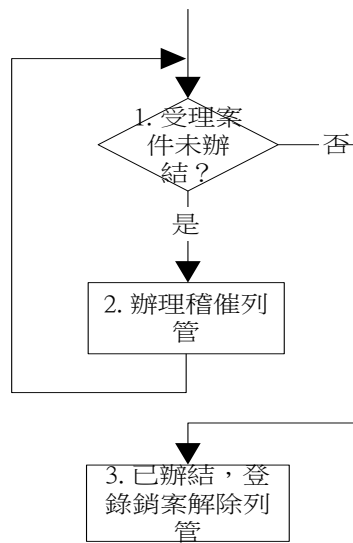 1. 受理案
件未辦
結？
否
是
2. 辦理稽催列
管
3. 已辦結，登
錄銷案解除列
管